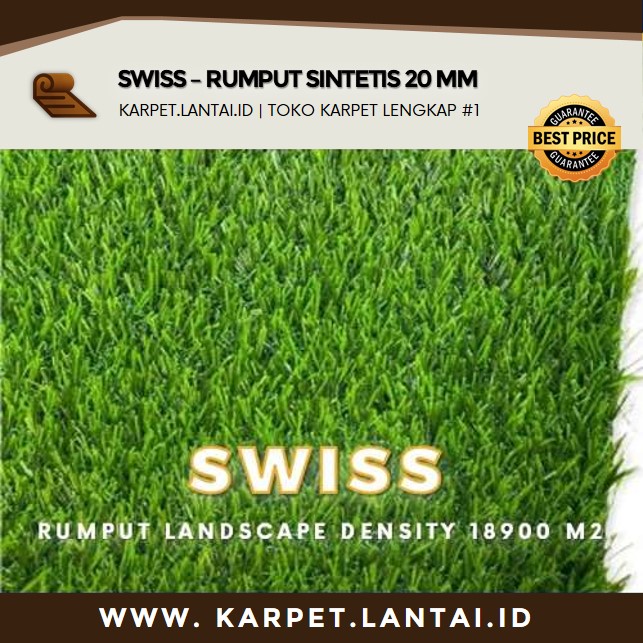 SWISS – RUMPUT SINTETIS 20 MM
KARPET.LANTAI.ID | TOKO KARPET LENGKAP #1
GUARANTEE
BEST PRICE
GUARANTEE
SWISS
RUMPUT LANDSCAPE DENSITY 18900 M2
WWW. KARPET.LANTAI.ID